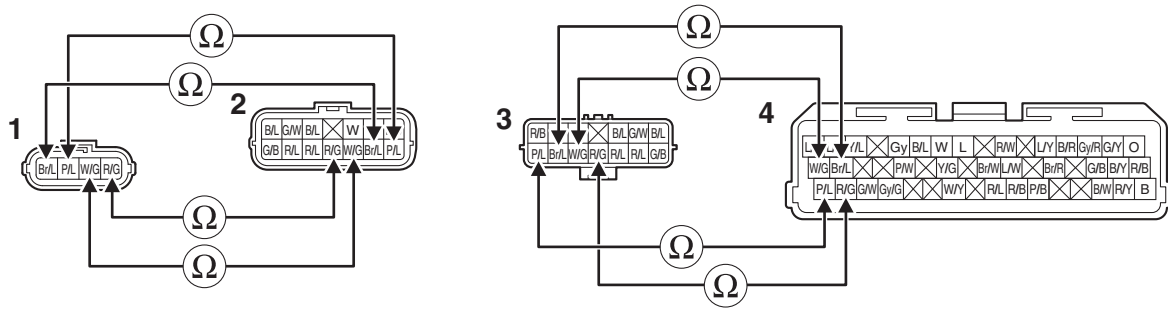 Ω Ω
Ω Ω
1 2 3 4
B/L G/W B/L W
G/B R/L R/L R/G W/G Br/L P/L
Br/L P/L W/G R/G
R/B B/L G/W B/L
P/L Br/L W/G R/G R/L R/L G/B
Y/L Gy B/L W L R/W L/Y B/R Gy/R G/Y O
W/G Br/L P/W Y/G Br/W L/W Br/R G/B B/Y R/B
P/L R/G G/W Gy/G W/Y R/L R/B P/B B/W R/Y B
Ω Ω
Ω Ω